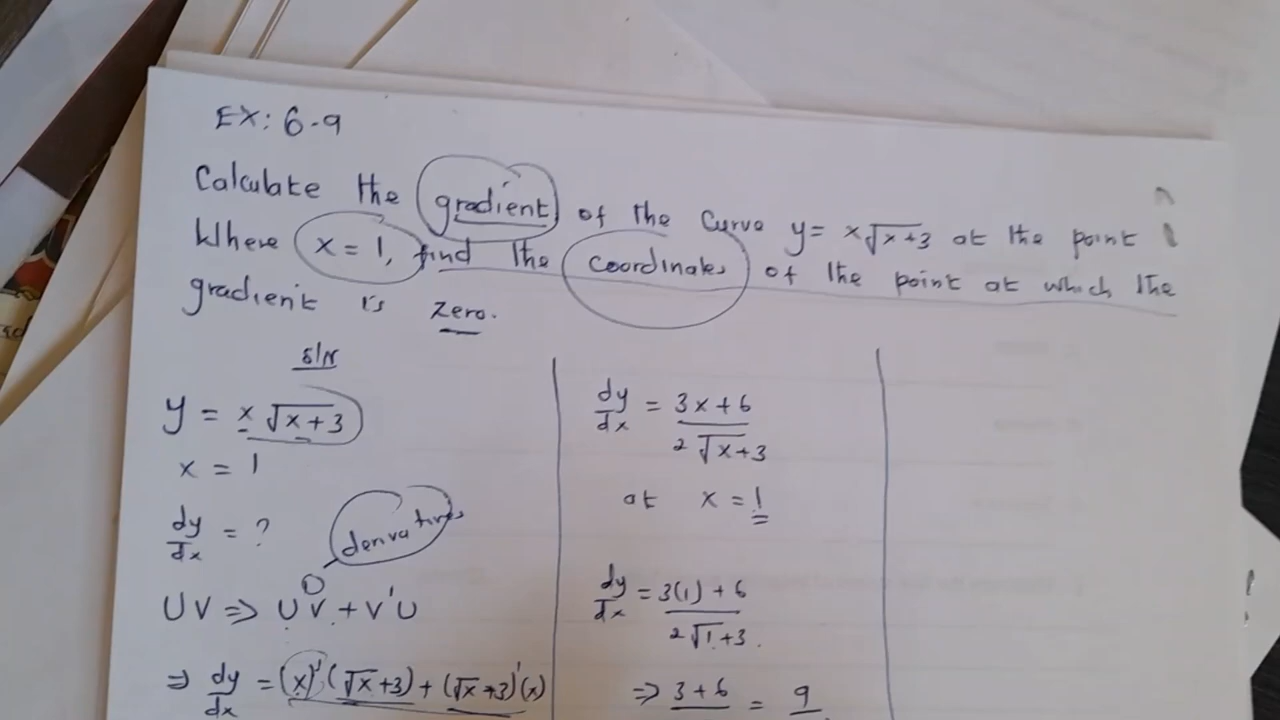 EX: 6-9
Calculate the gradient of the curve y = x√x+3 at the point
Where x = 1, find the coordinates of the point at which the
gradient is zero.
S/N
y = x √x+3
x = 1
dy/dx = ?
derivatives
UV ⇒ U'V + V'U
⇒ dy/dx = (x)'(√x+3) + (√x+3)'(x)
dy/dx = 3x+6 / 2√x+3
at x = 1
dy/dx = 3(1) + 6 / 2√1+3.
⇒ 3+6 = 9